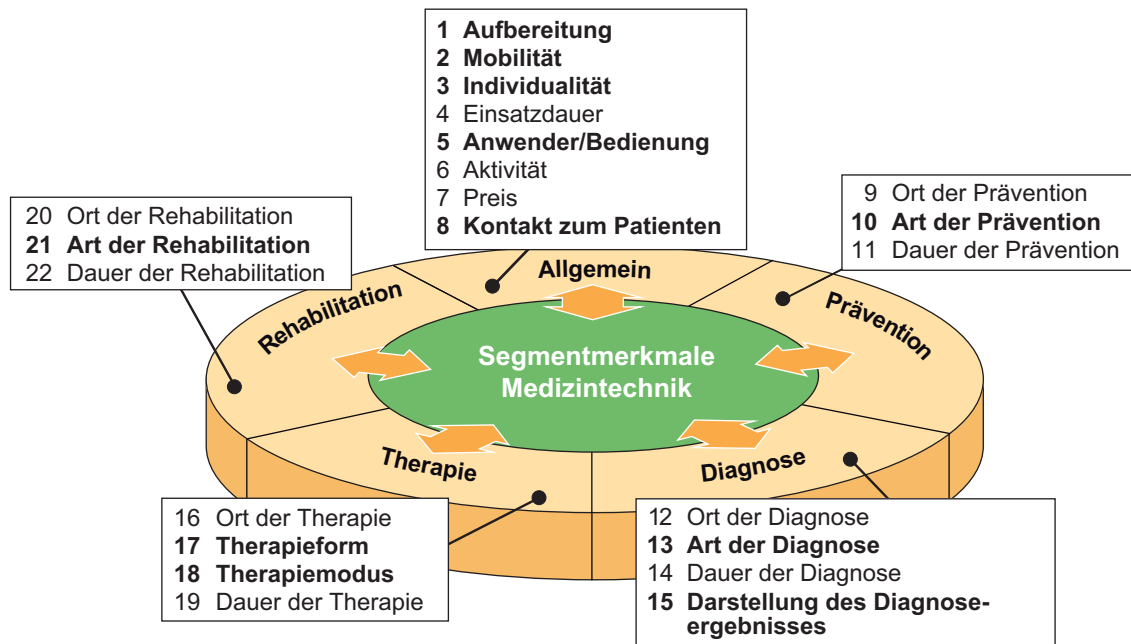 1 Aufbereitung
2 Mobilität
3 Individualität
4 Einsatzdauer
5 Anwender/Bedienung
6 Aktivität
7 Preis
8 Kontakt zum Patienten
9 Ort der Prävention
10 Art der Prävention
11 Dauer der Prävention
20 Ort der Rehabilitation
21 Art der Rehabilitation
22 Dauer der Rehabilitation
Allgemein
Rehabilitation
Prävention
Segmentmerkmale
Medizintechnik
Therapie
Diagnose
16 Ort der Therapie
17 Therapieform
18 Therapiemodus
19 Dauer der Therapie
12 Ort der Diagnose
13 Art der Diagnose
14 Dauer der Diagnose
15 Darstellung des Diagnose-
ergebnisses